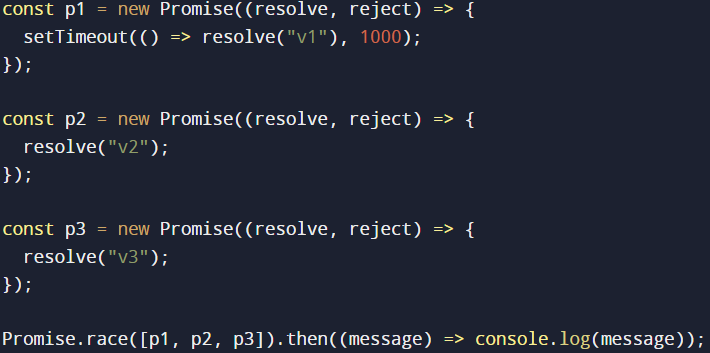 const p1 = new Promise((resolve, reject) => {
  setTimeout(() => resolve("v1"), 1000);
});

const p2 = new Promise((resolve, reject) => {
  resolve("v2");
});

const p3 = new Promise((resolve, reject) => {
  resolve("v3");
});

Promise.race([p1, p2, p3]).then((message) => console.log(message));